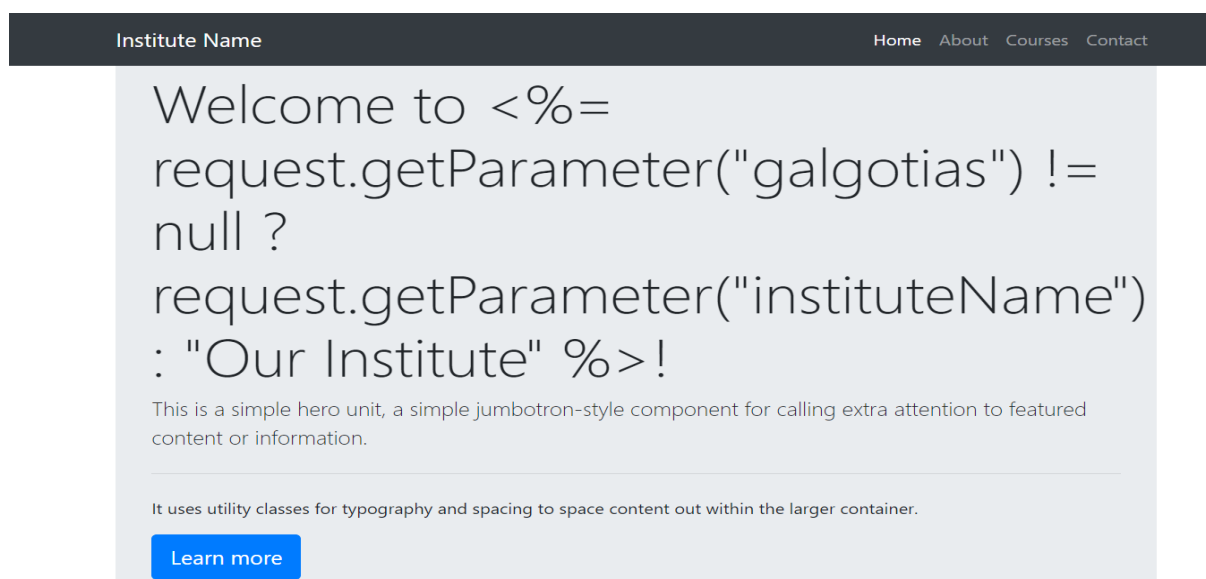 Institute Name Home About Courses Contact
Welcome to <%=
request.getParameter("galgotias") !=
null ?
request.getParameter("instituteName")
: "Our Institute" %>!
This is a simple hero unit, a simple jumbotron-style component for calling extra attention to featured
content or information.
It uses utility classes for typography and spacing to space content out within the larger container.
Learn more